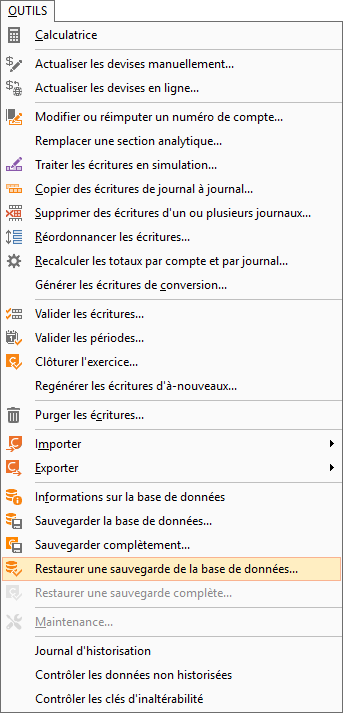 OUTILS
Calculatrice
Actualiser les devises manuellement...
Actualiser les devises en ligne...
Modifier ou réimputer un numéro de compte...
Remplacer une section analytique...
Traiter les écritures en simulation...
Copier des écritures de journal à journal...
Supprimer des écritures d'un ou plusieurs journaux...
Réordonnancer les écritures...
Recalculer les totaux par compte et par journal...
Générer les écritures de conversion...
Valider les écritures...
Valider les périodes...
Clôturer l'exercice...
Regénérer les écritures d'à-nouveaux...
Purger les écritures...
Importer
Exporter
Informations sur la base de données
Sauvegarder la base de données...
Sauvegarder complètement...
Restaurer une sauvegarde de la base de données...
Restaurer une sauvegarde complète...
Maintenance...
Journal d'historisation
Contrôler les données non historisées
Contrôler les clés d'inaltérabilité